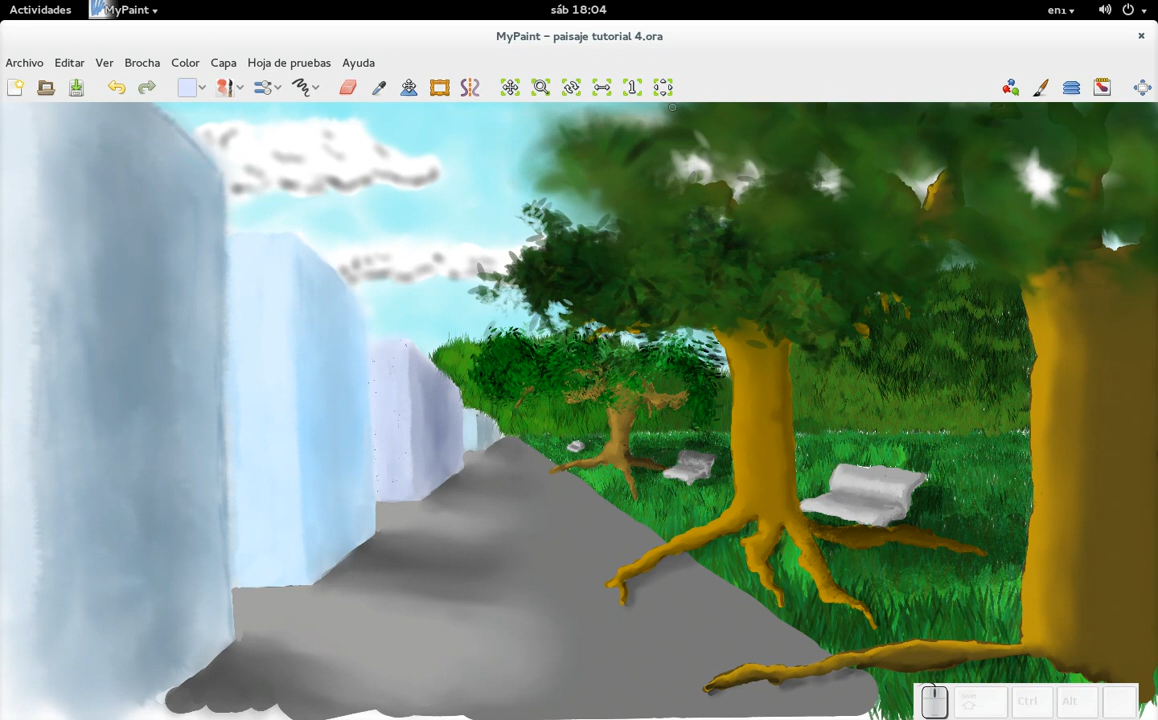 Actividades MyPaint sáb 18:04 en₁
MyPaint – paisaje tutorial 4.ora
Archivo Editar Ver Brocha Color Capa Hoja de pruebas Ayuda
1
Ctrl Alt